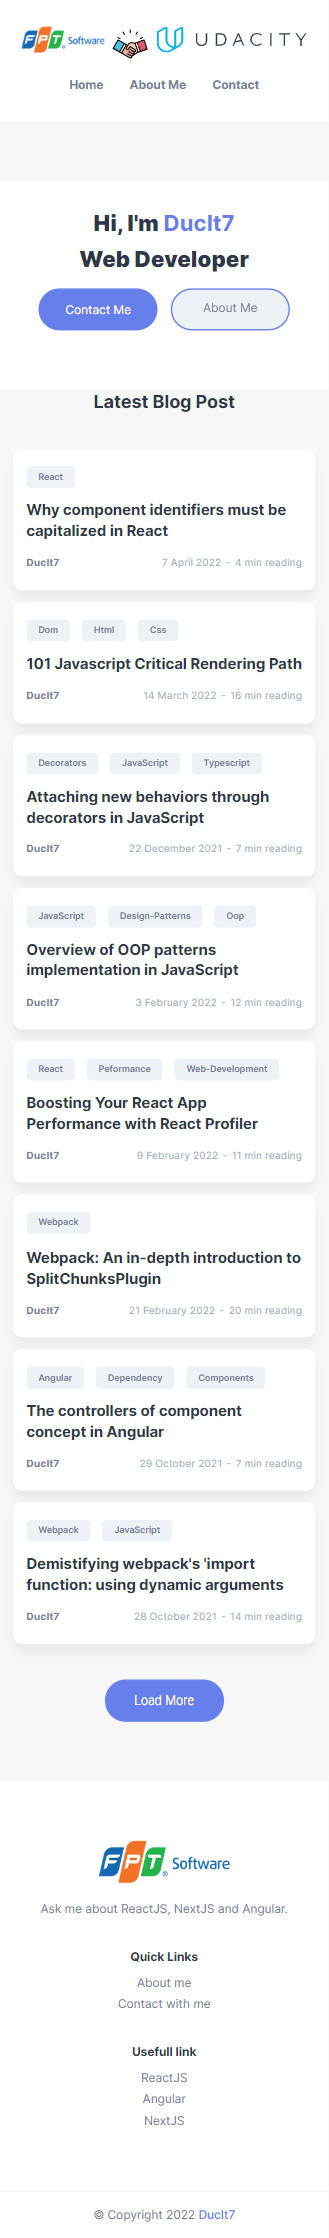 FPT Software UDACITY
Home About Me Contact
Hi, I'm DucIt7
Web Developer
Contact Me About Me
Latest Blog Post
React
Why component identifiers must be
capitalized in React
DucIt7 7 April 2022 - 4 min reading
Dom Html Css
101 Javascript Critical Rendering Path
DucIt7 14 March 2022 - 16 min reading
Decorators JavaScript Typescript
Attaching new behaviors through
decorators in JavaScript
DucIt7 22 December 2021 - 7 min reading
JavaScript Design-Patterns Oop
Overview of OOP patterns
implementation in JavaScript
DucIt7 3 February 2022 - 12 min reading
React Peformance Web-Development
Boosting Your React App
Performance with React Profiler
DucIt7 9 February 2022 - 11 min reading
Webpack
Webpack: An in-depth introduction to
SplitChunksPlugin
DucIt7 21 February 2022 - 20 min reading
Angular Dependency Components
The controllers of component
concept in Angular
DucIt7 29 October 2021 - 7 min reading
Webpack JavaScript
Demistifying webpack's 'import
function: using dynamic arguments
DucIt7 28 October 2021 - 14 min reading
Load More
FPT Software
Ask me about ReactJS, NextJS and Angular.
Quick Links
About me
Contact with me
Usefull link
ReactJS
Angular
NextJS
© Copyright 2022 DucIt7